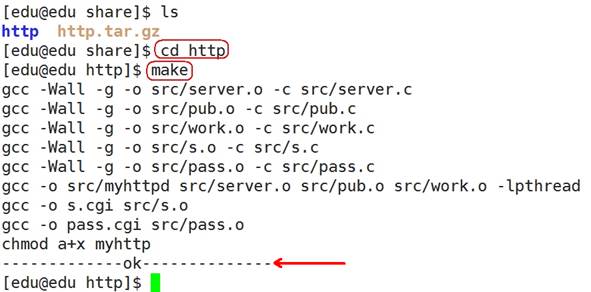 [edu@edu share]$ ls
http  http.tar.gz
[edu@edu share]$ cd http
[edu@edu http]$ make
gcc -Wall -g -o src/server.o -c src/server.c
gcc -Wall -g -o src/pub.o -c src/pub.c
gcc -Wall -g -o src/work.o -c src/work.c
gcc -Wall -g -o src/s.o -c src/s.c
gcc -Wall -g -o src/pass.o -c src/pass.c
gcc -o src/myhttpd src/server.o src/pub.o src/work.o -lpthread
gcc -o s.cgi src/s.o
gcc -o pass.cgi src/pass.o
chmod a+x myhttp
-------------ok--------------
[edu@edu http]$